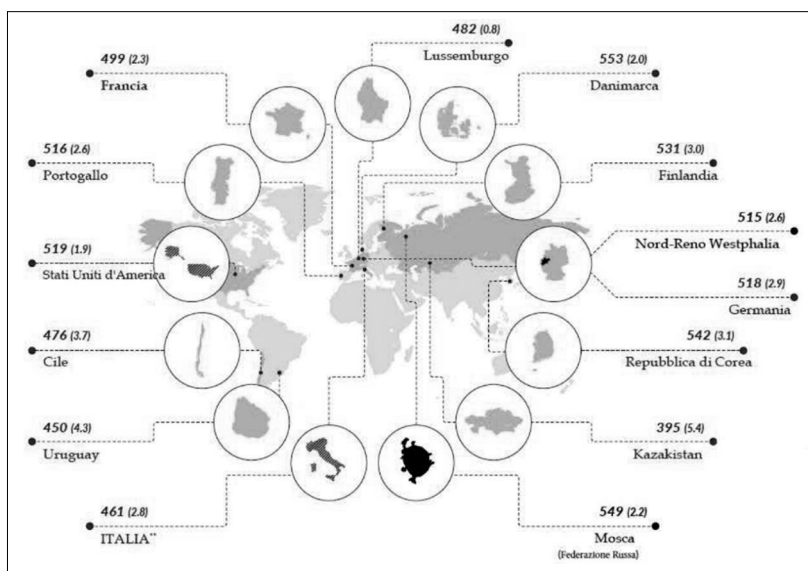 482 (0.8)
Lussemburgo
499 (2.3)
Francia
553 (2.0)
Danimarca
516 (2.6)
Portogallo
531 (3.0)
Finlandia
519 (1.9)
Stati Uniti d'America
515 (2.6)
Nord-Reno Westphalia
518 (2.9)
Germania
476 (3.7)
Cile
542 (3.1)
Repubblica di Corea
450 (4.3)
Uruguay
395 (5.4)
Kazakistan
461 (2.8)
ITALIA**
549 (2.2)
Mosca
(Federazione Russa)